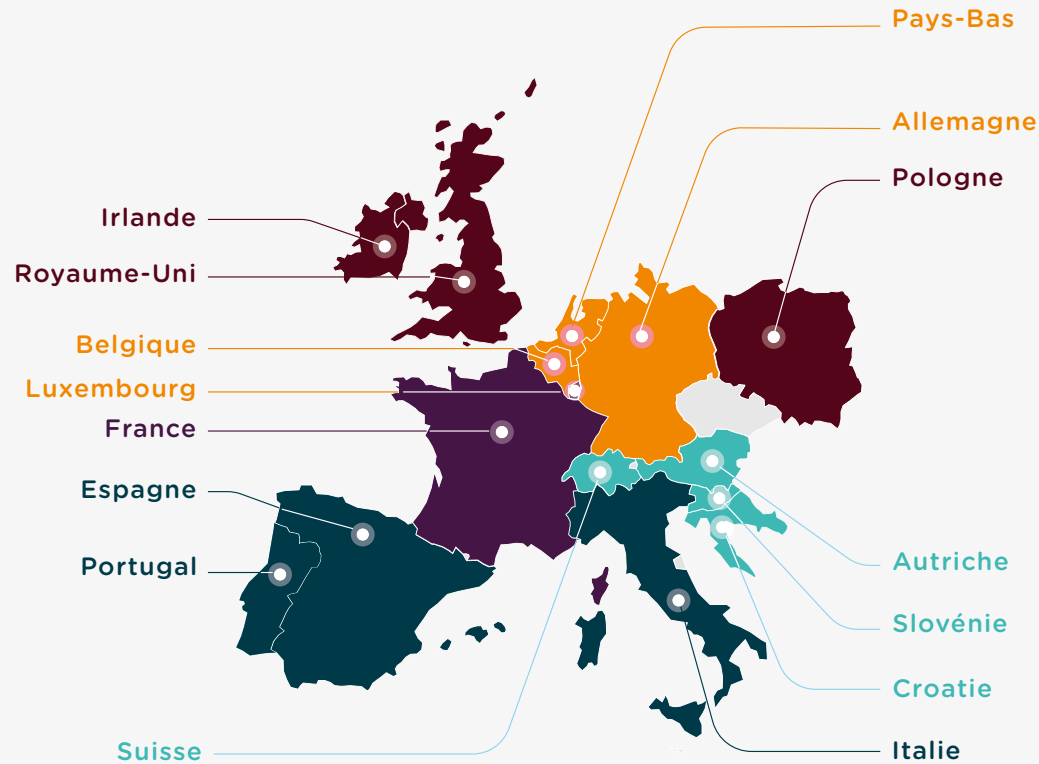 Pays-Bas
Allemagne
Pologne
Irlande
Royaume-Uni
Belgique
Luxembourg
France
Espagne
Portugal
Autriche
Slovénie
Croatie
Suisse
Italie